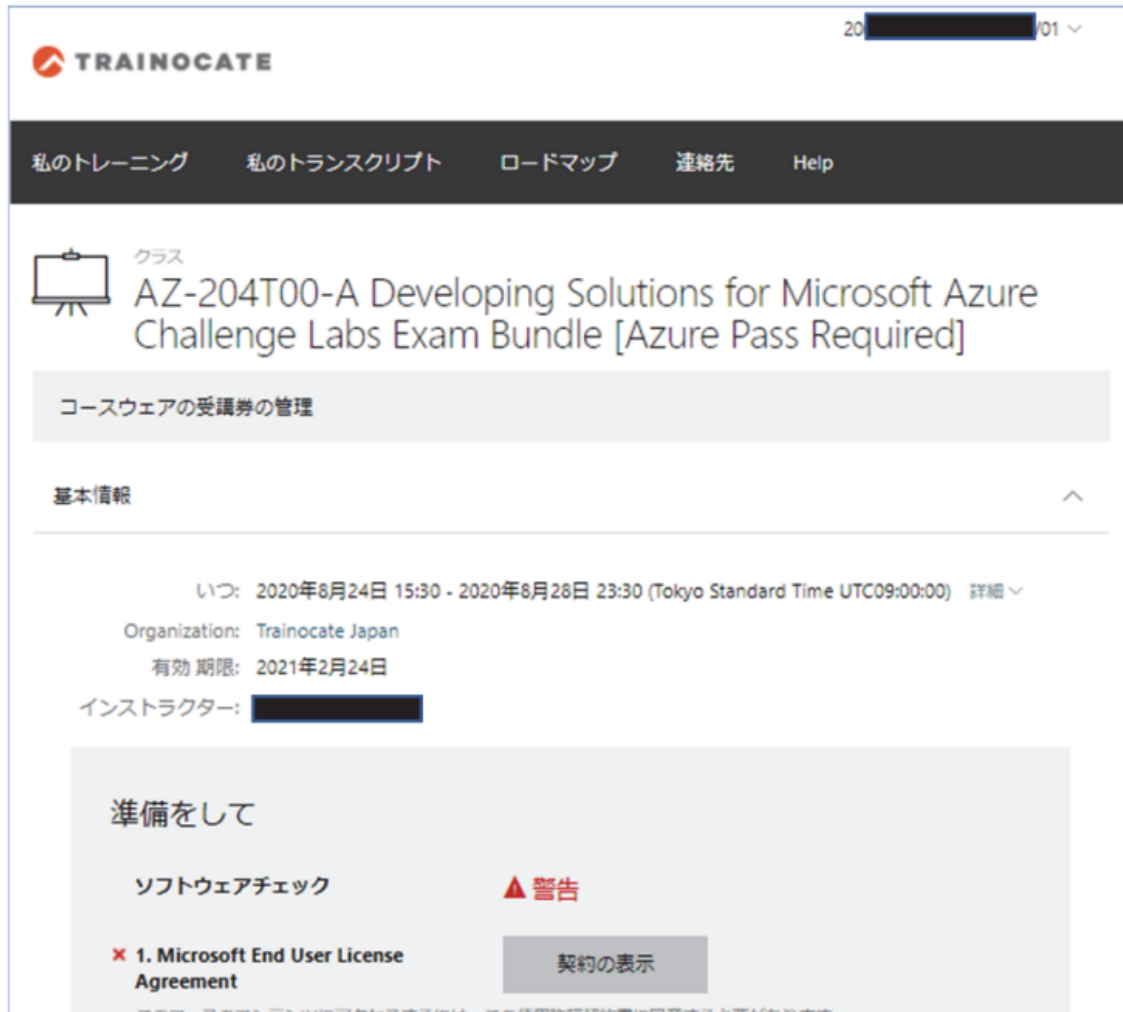 20 /01
TRAINOCATE
私のトレーニング 私のトランスクリプト ロードマップ 連絡先 Help
クラス
AZ-204T00-A Developing Solutions for Microsoft Azure
Challenge Labs Exam Bundle [Azure Pass Required]
コースウェアの受講券の管理
基本情報
いつ: 2020年8月24日 15:30 - 2020年8月28日 23:30 (Tokyo Standard Time UTC09:00:00) 詳細
Organization: Trainocate Japan
有効 期限: 2021年2月24日
インストラクター:
準備をして
ソフトウェアチェック 警告
1. Microsoft End User License 契約の表示
Agreement